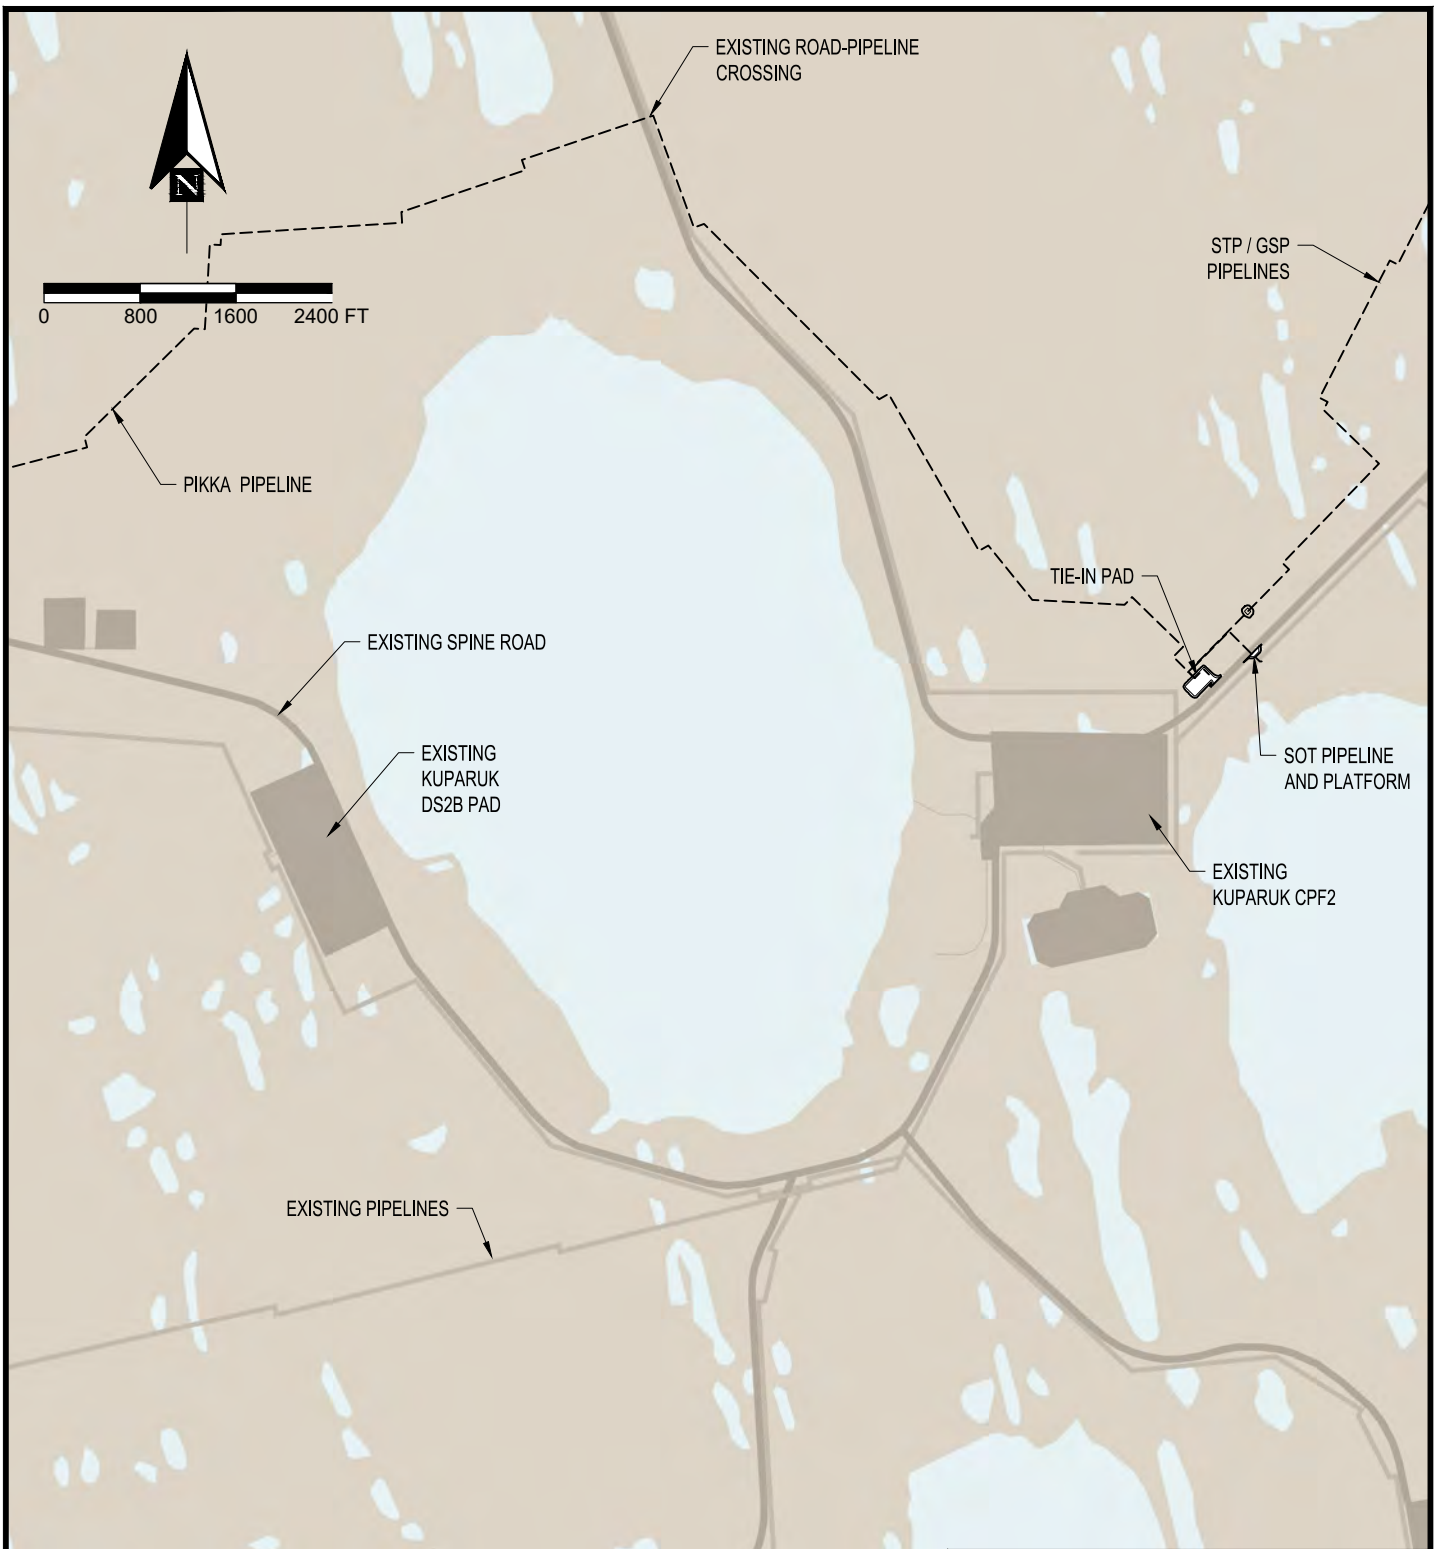 EXISTING ROAD-PIPELINE
CROSSING
N
STP / GSP
PIPELINES
0 800 1600 2400 FT
PIKKA PIPELINE
TIE-IN PAD
EXISTING SPINE ROAD
EXISTING
KUPARUK
DS2B PAD
SOT PIPELINE
AND PLATFORM
EXISTING
KUPARUK CPF2
EXISTING PIPELINES